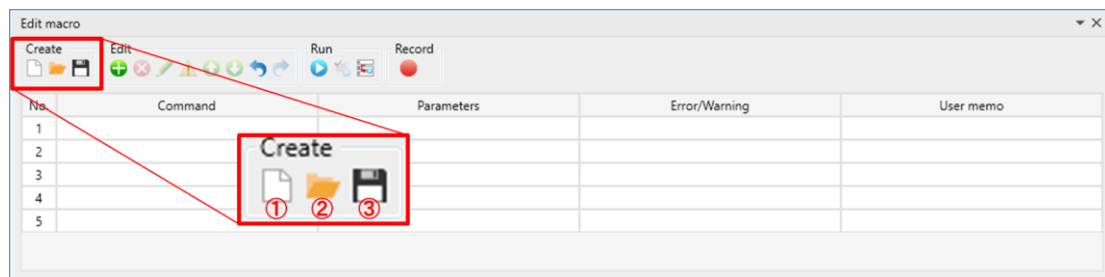 Edit macro
Create Edit Run Record
No. Command Parameters Error/Warning User memo
1
2
Create
3
① ② ③
4
5